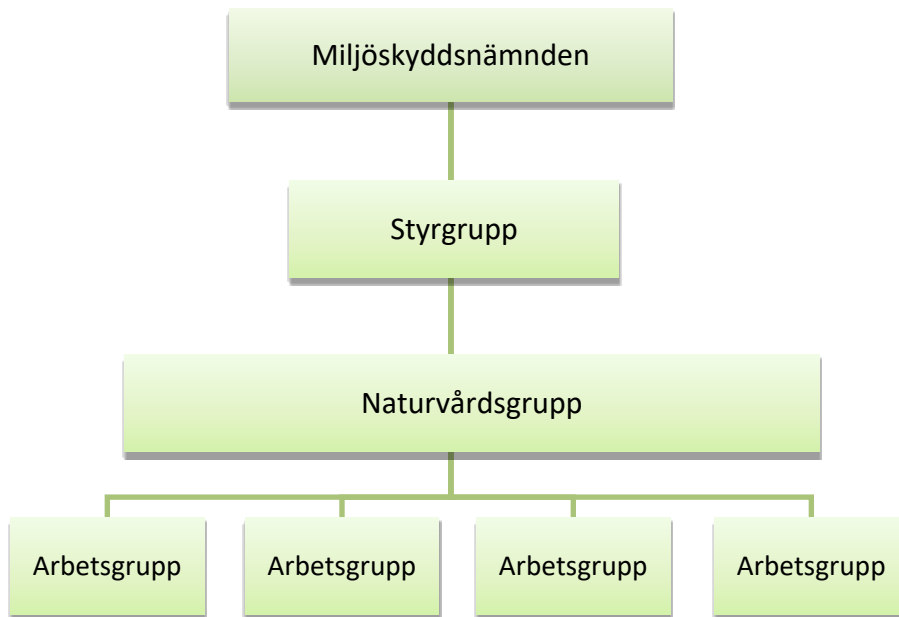 Miljöskyddsnämnden
Styrgrupp
Naturvårdsgrupp
Arbetsgrupp
Arbetsgrupp
Arbetsgrupp
Arbetsgrupp